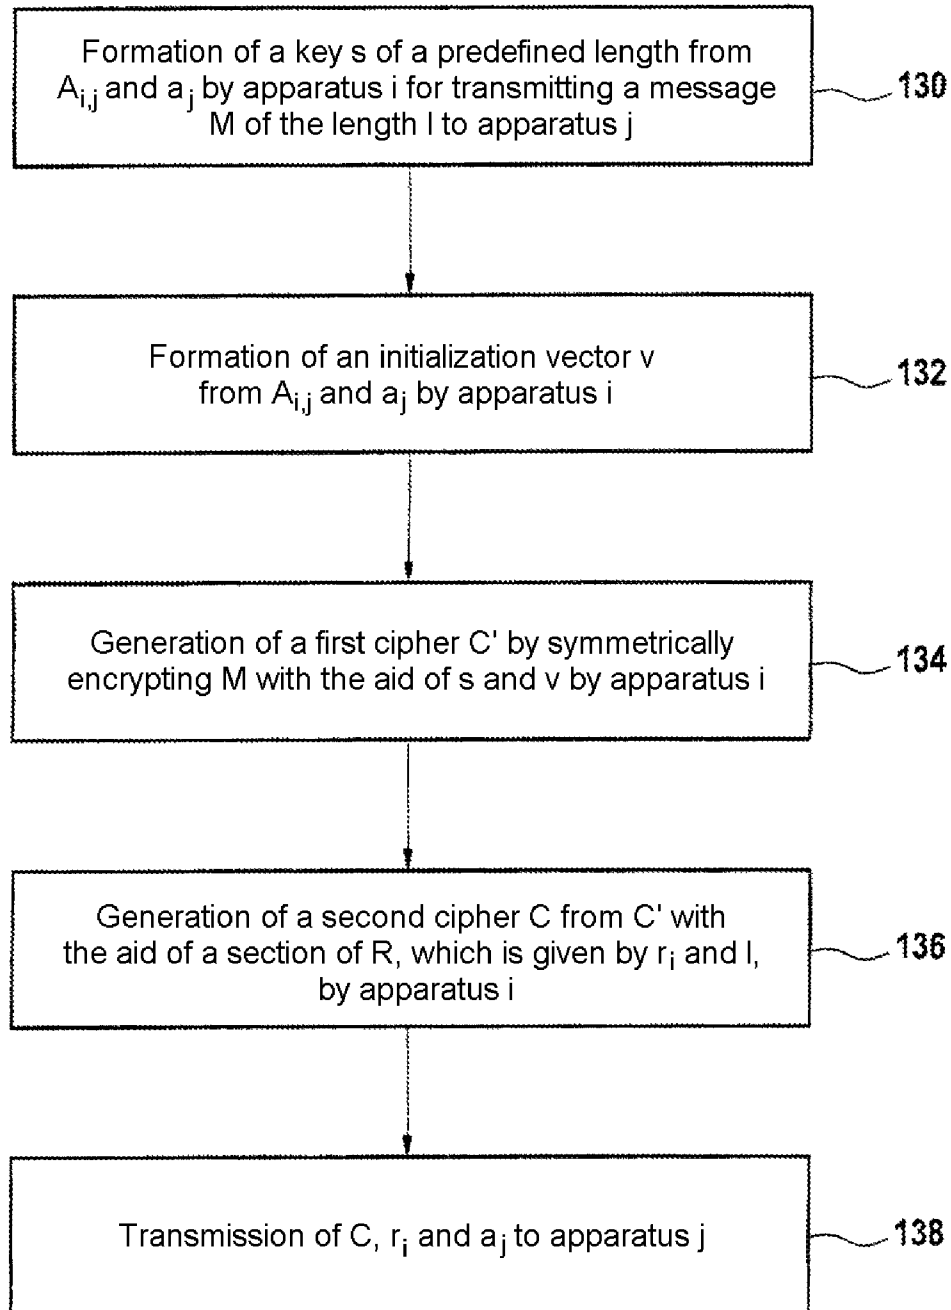 Formation of a key s of a predefined length from
A_{i,j} and a_j by apparatus i for transmitting a message
M of the length l to apparatus j
130
Formation of an initialization vector v
from A_{i,j} and a_j by apparatus i
132
Generation of a first cipher C' by symmetrically
encrypting M with the aid of s and v by apparatus i
134
Generation of a second cipher C from C' with
the aid of a section of R, which is given by r_i and l,
by apparatus i
136
Transmission of C, r_i and a_j to apparatus j
138